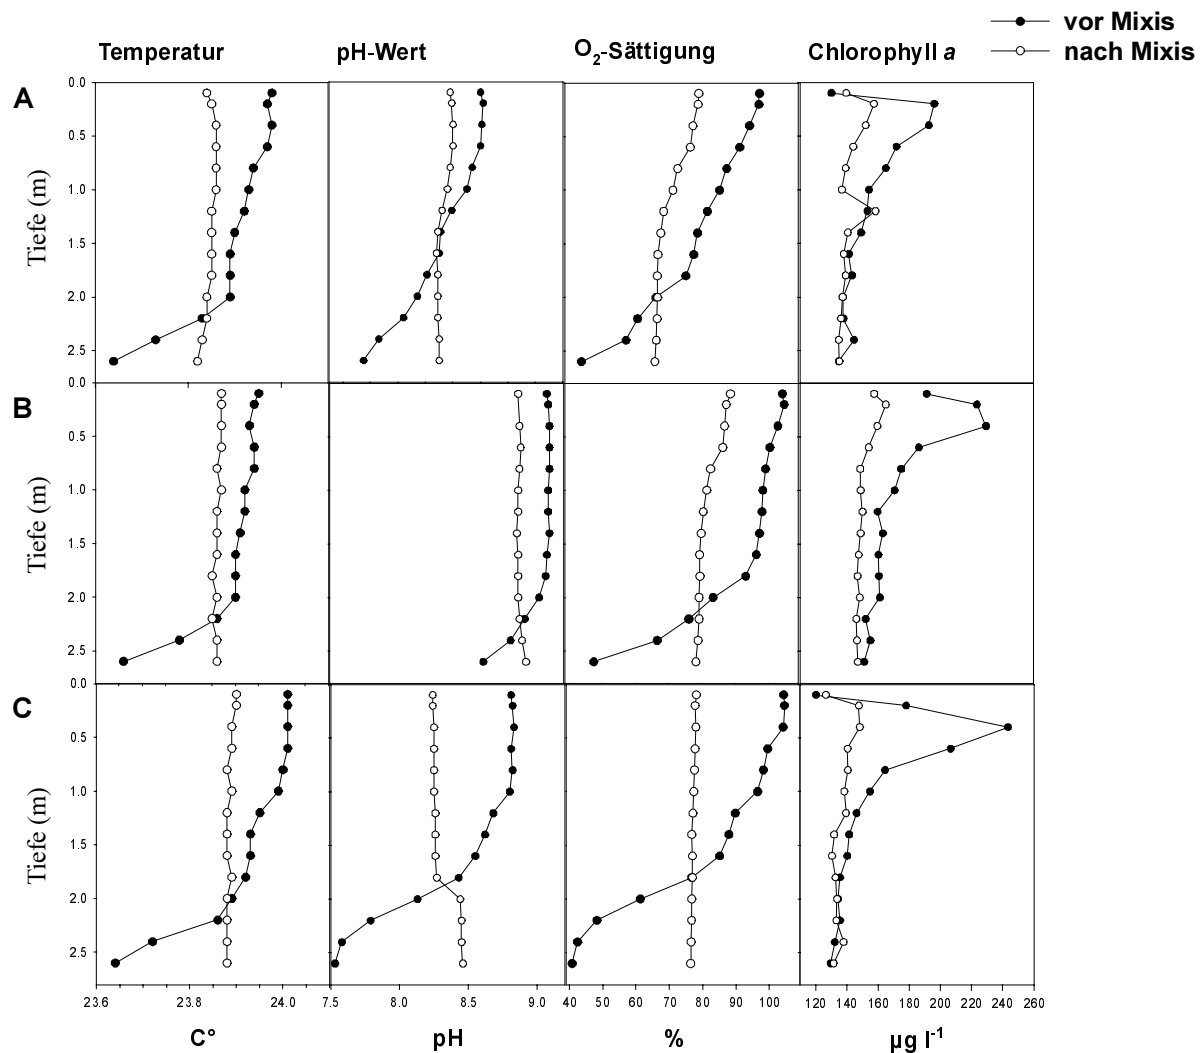 vor Mixis
nach Mixis
Temperatur pH-Wert O₂-Sättigung Chlorophyll a
A
0.0
0.5
1.0
1.5
2.0
2.5
Tiefe (m)
B
0.0
0.5
1.0
1.5
2.0
2.5
Tiefe (m)
C
0.0
0.5
1.0
1.5
2.0
2.5
Tiefe (m)
23.6 23.8 24.0 7.5 8.0 8.5 9.0 40 60 80 100 120 140 160 180 200 220 240 260
C° pH % µg l⁻¹